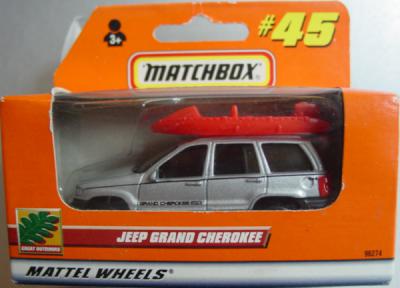 #45
3+
MATCHBOX®
GRAND CHEROKEE
GREAT OUTDOORS
JEEP GRAND CHEROKEE
96274
MATTEL WHEELS®